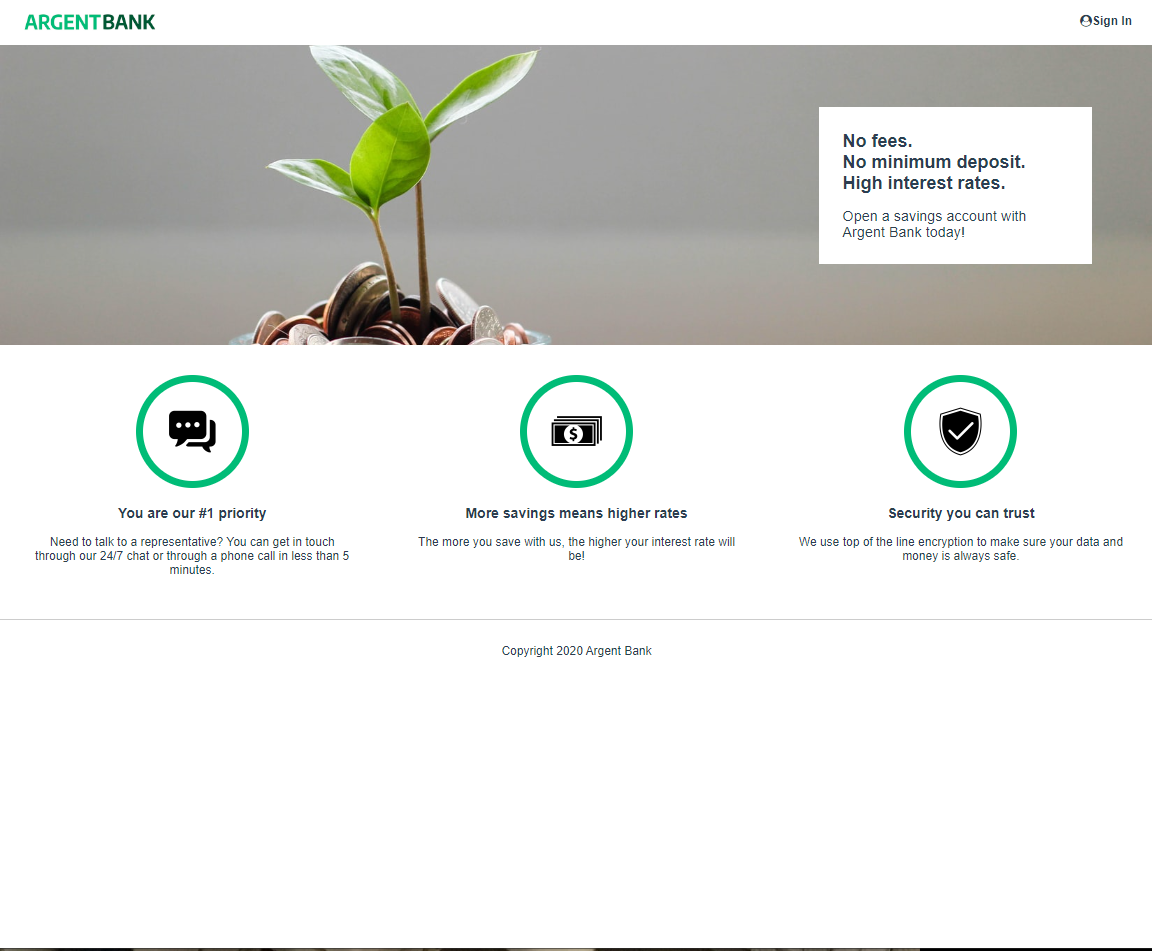 ARGENTBANK
Sign In
No fees.
No minimum deposit.
High interest rates.
Open a savings account with
Argent Bank today!
You are our #1 priority
Need to talk to a representative? You can get in touch
through our 24/7 chat or through a phone call in less than 5
minutes.
More savings means higher rates
The more you save with us, the higher your interest rate will
be!
Security you can trust
We use top of the line encryption to make sure your data and
money is always safe.
Copyright 2020 Argent Bank